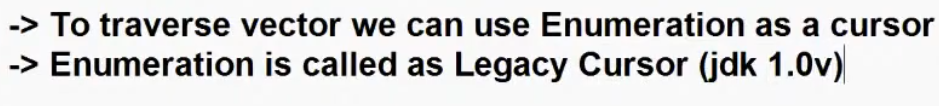 -> To traverse vector we can use Enumeration as a cursor
-> Enumeration is called as Legacy Cursor (jdk 1.0v)